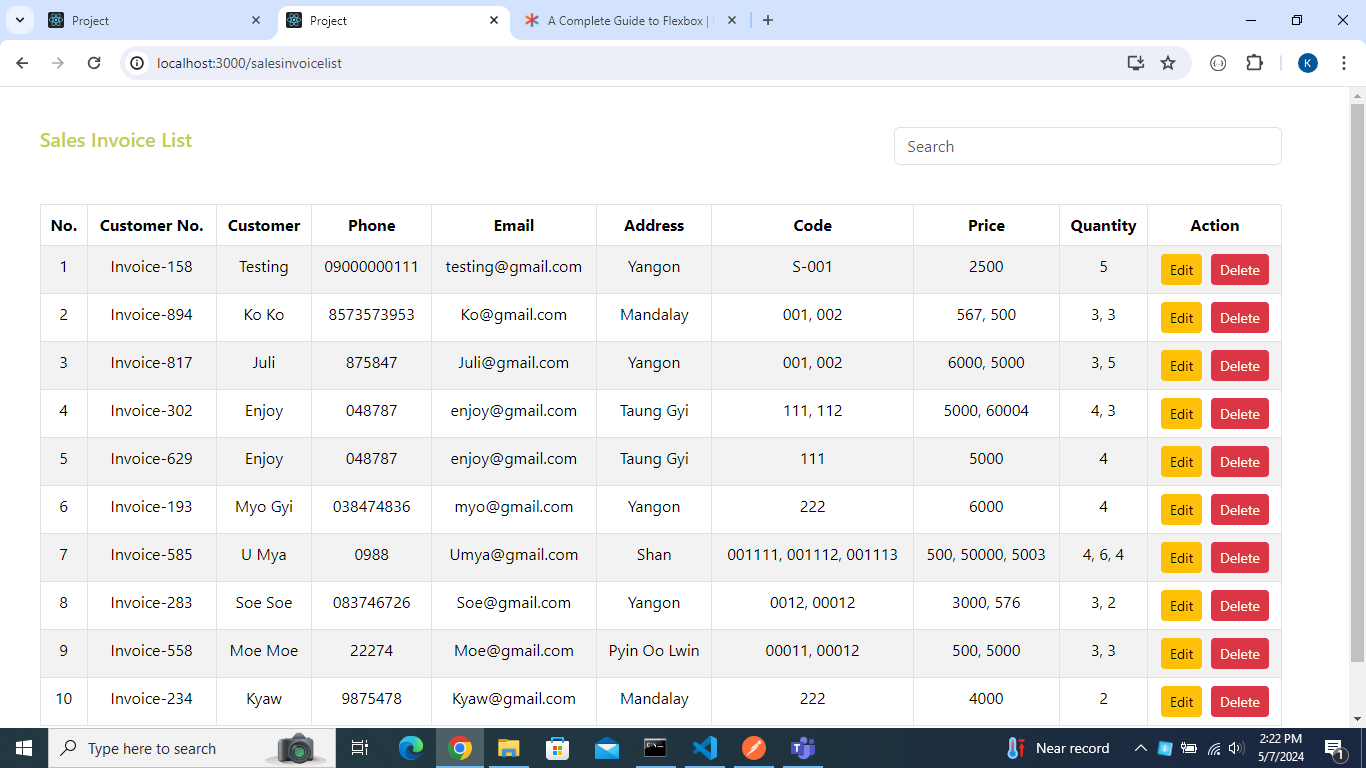 Project Project A Complete Guide to Flexbox |
localhost:3000/salesinvoicelist K
Sales Invoice List Search
No. Customer No. Customer Phone Email Address Code Price Quantity Action
1 Invoice-158 Testing 09000000111 testing@gmail.com Yangon S-001 2500 5 Edit Delete
2 Invoice-894 Ko Ko 8573573953 Ko@gmail.com Mandalay 001, 002 567, 500 3, 3 Edit Delete
3 Invoice-817 Juli 875847 Juli@gmail.com Yangon 001, 002 6000, 5000 3, 5 Edit Delete
4 Invoice-302 Enjoy 048787 enjoy@gmail.com Taung Gyi 111, 112 5000, 60004 4, 3 Edit Delete
5 Invoice-629 Enjoy 048787 enjoy@gmail.com Taung Gyi 111 5000 4 Edit Delete
6 Invoice-193 Myo Gyi 038474836 myo@gmail.com Yangon 222 6000 4 Edit Delete
7 Invoice-585 U Mya 0988 Umya@gmail.com Shan 001111, 001112, 001113 500, 50000, 5003 4, 6, 4 Edit Delete
8 Invoice-283 Soe Soe 083746726 Soe@gmail.com Yangon 0012, 00012 3000, 576 3, 2 Edit Delete
9 Invoice-558 Moe Moe 22274 Moe@gmail.com Pyin Oo Lwin 00011, 00012 500, 5000 3, 3 Edit Delete
10 Invoice-234 Kyaw 9875478 Kyaw@gmail.com Mandalay 222 4000 2 Edit Delete
Type here to search Near record 2:22 PM
5/7/2024 1